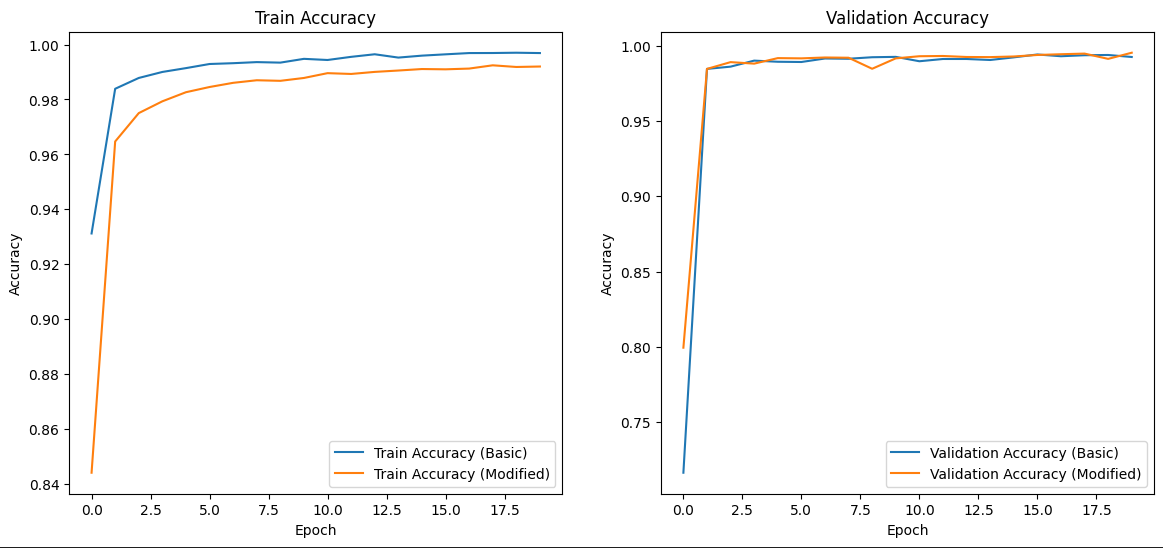 Train Accuracy
Accuracy
1.00
0.98
0.96
0.94
0.92
0.90
0.88
0.86
0.84
Train Accuracy (Basic)
Train Accuracy (Modified)
0.0 2.5 5.0 7.5 10.0 12.5 15.0 17.5
Epoch
Validation Accuracy
Accuracy
1.00
0.95
0.90
0.85
0.80
0.75
Validation Accuracy (Basic)
Validation Accuracy (Modified)
0.0 2.5 5.0 7.5 10.0 12.5 15.0 17.5
Epoch